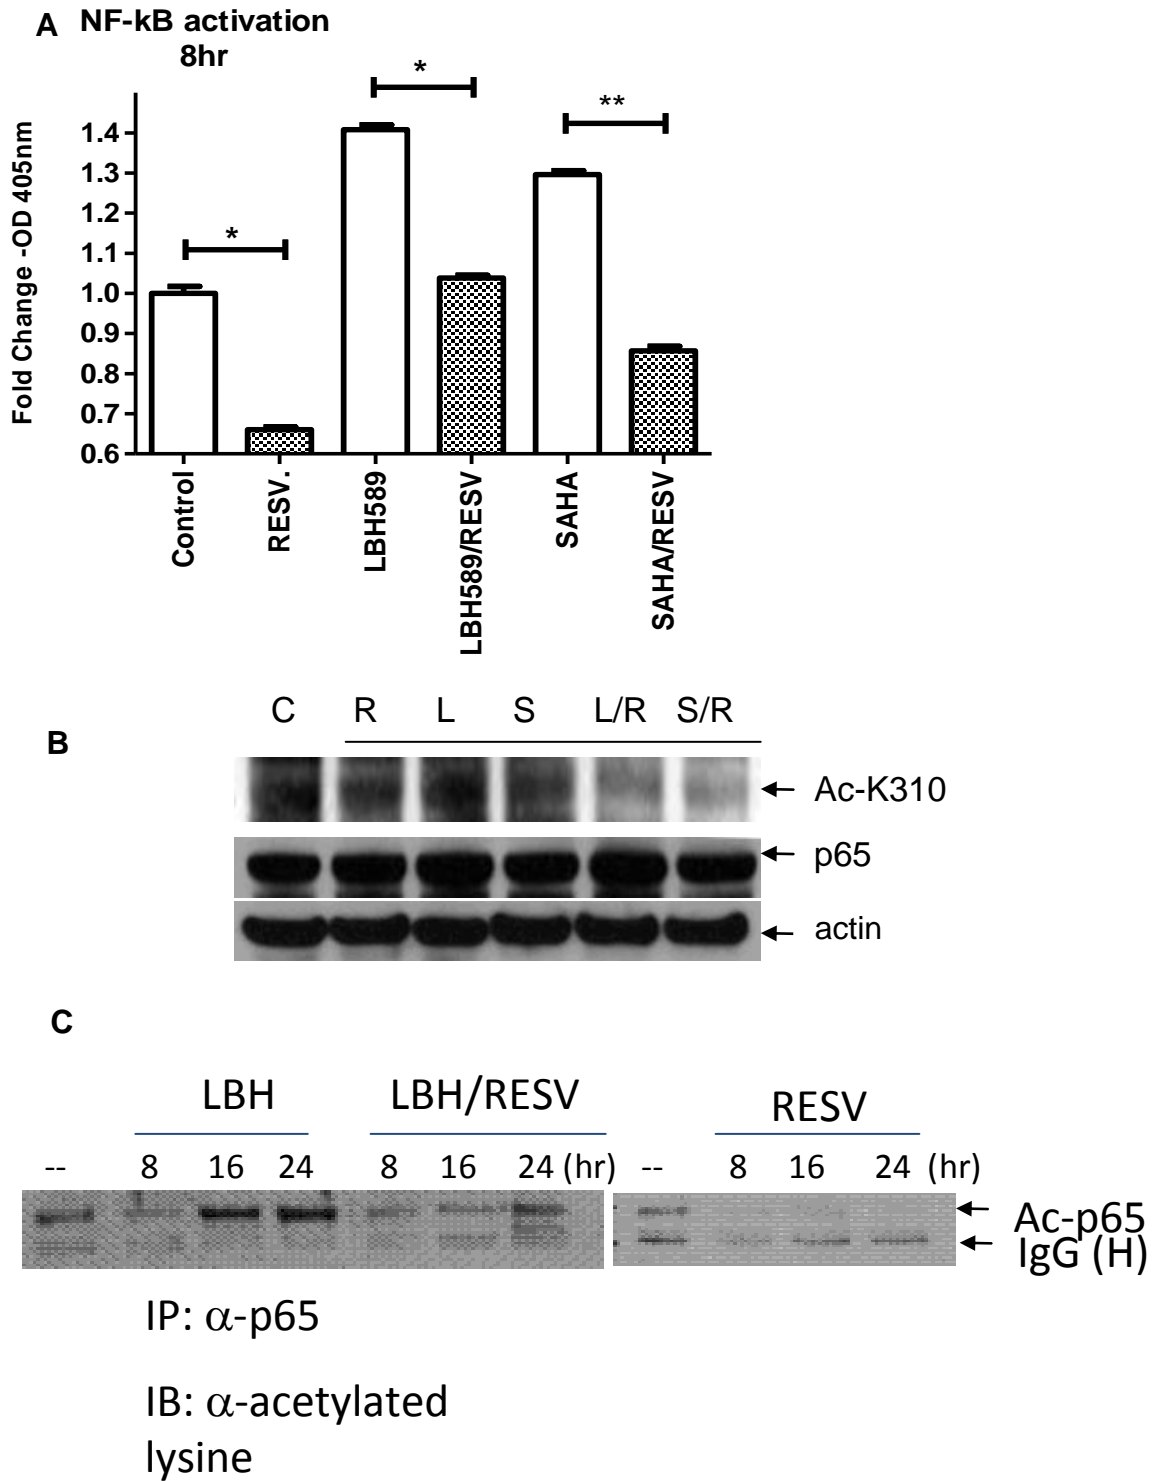 A NF-kB activation
8hr
Fold Change -OD 405nm
* * **
1.4
1.3
1.2
1.1
1.0
0.9
0.8
0.7
0.6
Control
RESV.
LBH589
LBH589/RESV
SAHA
SAHA/RESV
B
C R L S L/R S/R
Ac-K310
p65
actin
C
LBH LBH/RESV RESV
-- 8 16 24 8 16 24 (hr) -- 8 16 24 (hr)
Ac-p65
IgG (H)
IP: α-p65
IB: α-acetylated
lysine